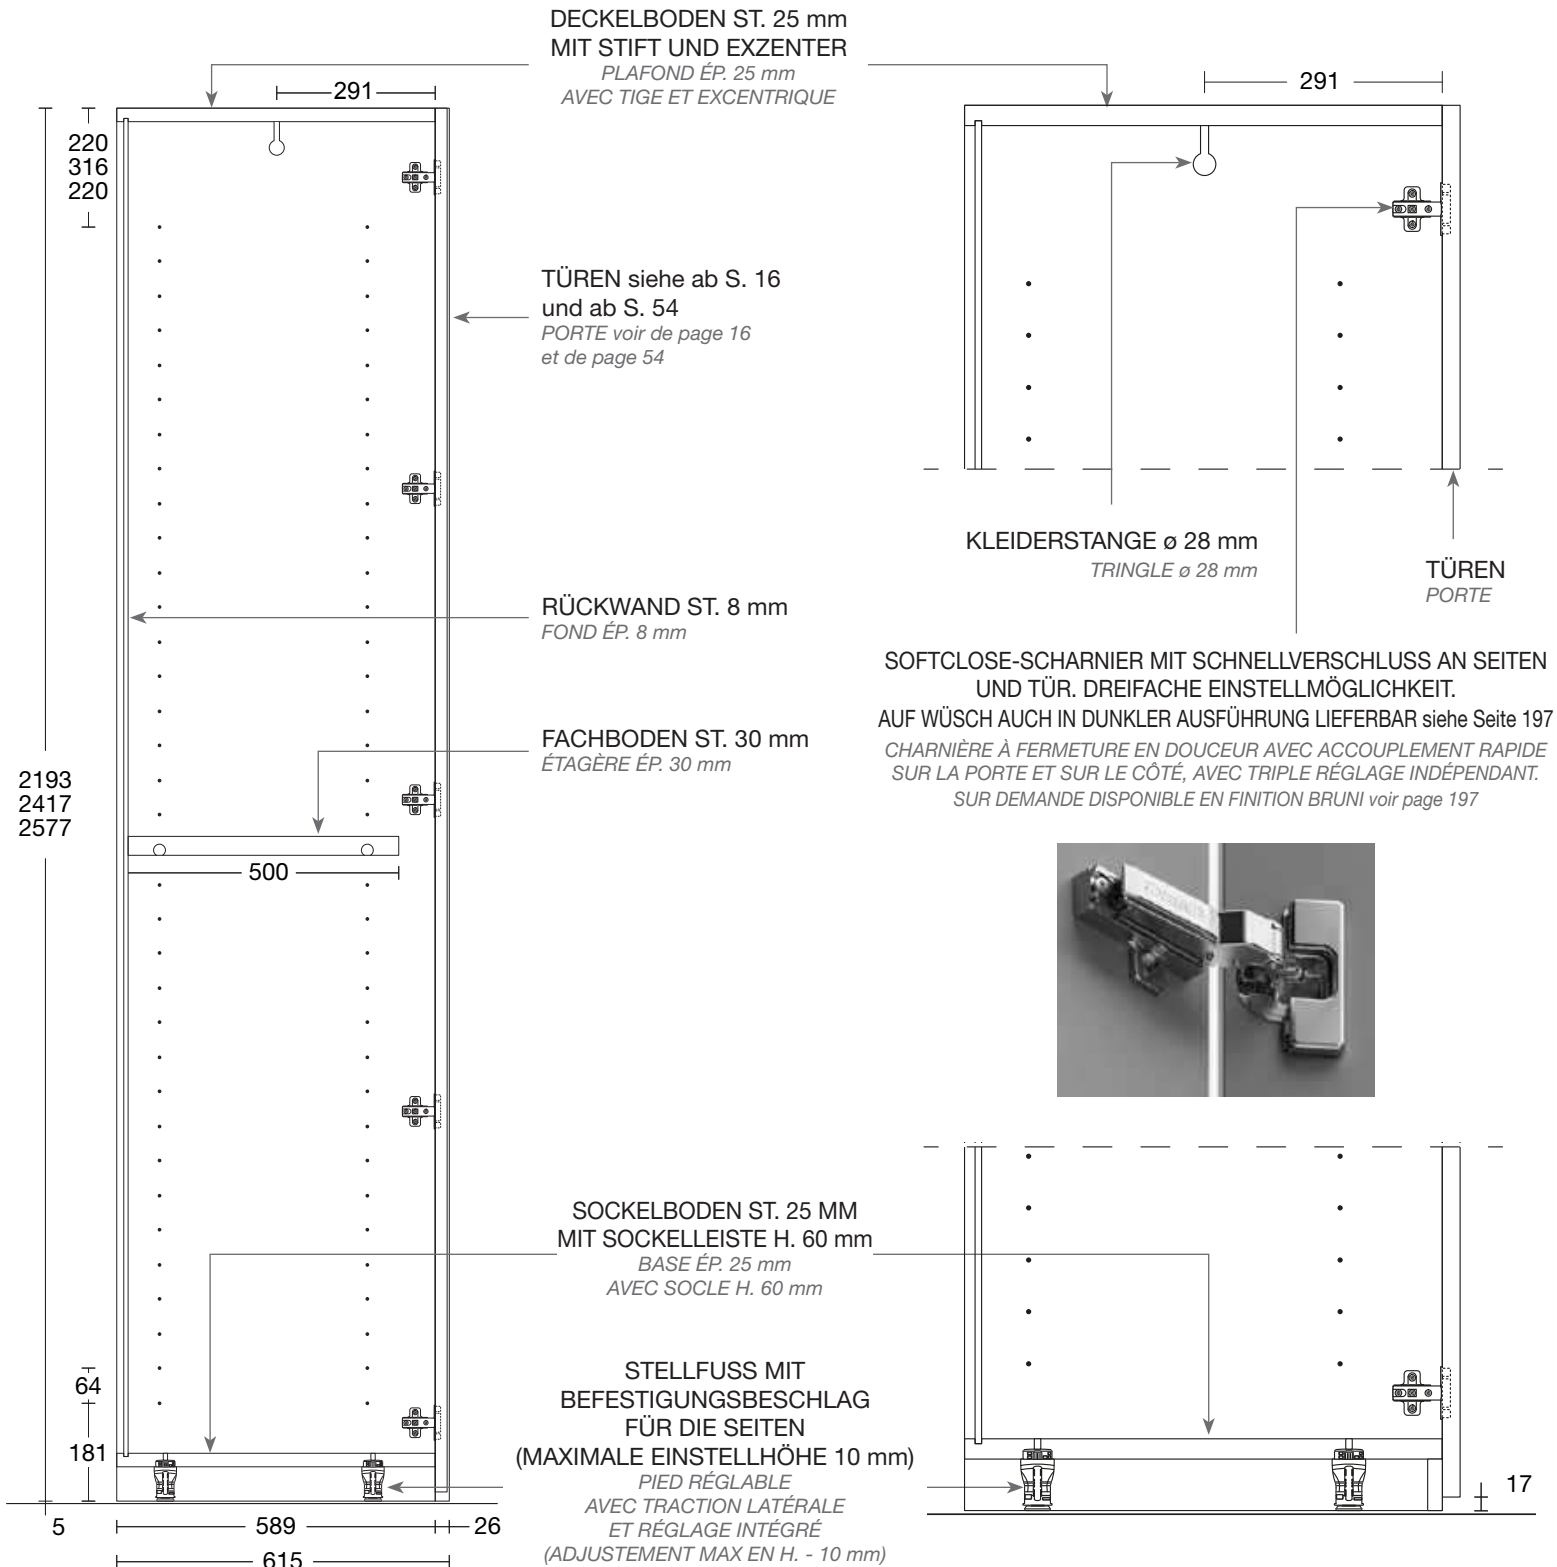 DECKELBODEN ST. 25 mm
MIT STIFT UND EXZENTER
PLAFOND ÉP. 25 mm
AVEC TIGE ET EXCENTRIQUE
291
291
220
316
220
TÜREN siehe ab S. 16
und ab S. 54
PORTE voir de page 16
et de page 54
KLEIDERSTANGE ø 28 mm
TRINGLE ø 28 mm
TÜREN
PORTE
RÜCKWAND ST. 8 mm
FOND ÉP. 8 mm
SOFTCLOSE-SCHARNIER MIT SCHNELLVERSCHLUSS AN SEITEN
UND TÜR. DREIFACHE EINSTELLMÖGLICHKEIT.
AUF WÜSCH AUCH IN DUNKLER AUSFÜHRUNG LIEFERBAR siehe Seite 197
CHARNIÈRE À FERMETURE EN DOUCEUR AVEC ACCOUPLEMENT RAPIDE
SUR LA PORTE ET SUR LE CÔTÉ, AVEC TRIPLE RÉGLAGE INDÉPENDANT.
SUR DEMANDE DISPONIBLE EN FINITION BRUNI voir page 197
FACHBODEN ST. 30 mm
ÉTAGÈRE ÉP. 30 mm
2193
2417
2577
500
SOCKELBODEN ST. 25 MM
MIT SOCKELLEISTE H. 60 mm
BASE ÉP. 25 mm
AVEC SOCLE H. 60 mm
STELLFUSS MIT
BEFESTIGUNGSBESCHLAG
FÜR DIE SEITEN
(MAXIMALE EINSTELLHÖHE 10 mm)
PIED RÉGLABLE
AVEC TRACTION LATÉRALE
ET RÉGLAGE INTÉGRÉ
(ADJUSTEMENT MAX EN H. - 10 mm)
64
181
17
5
589
26
615